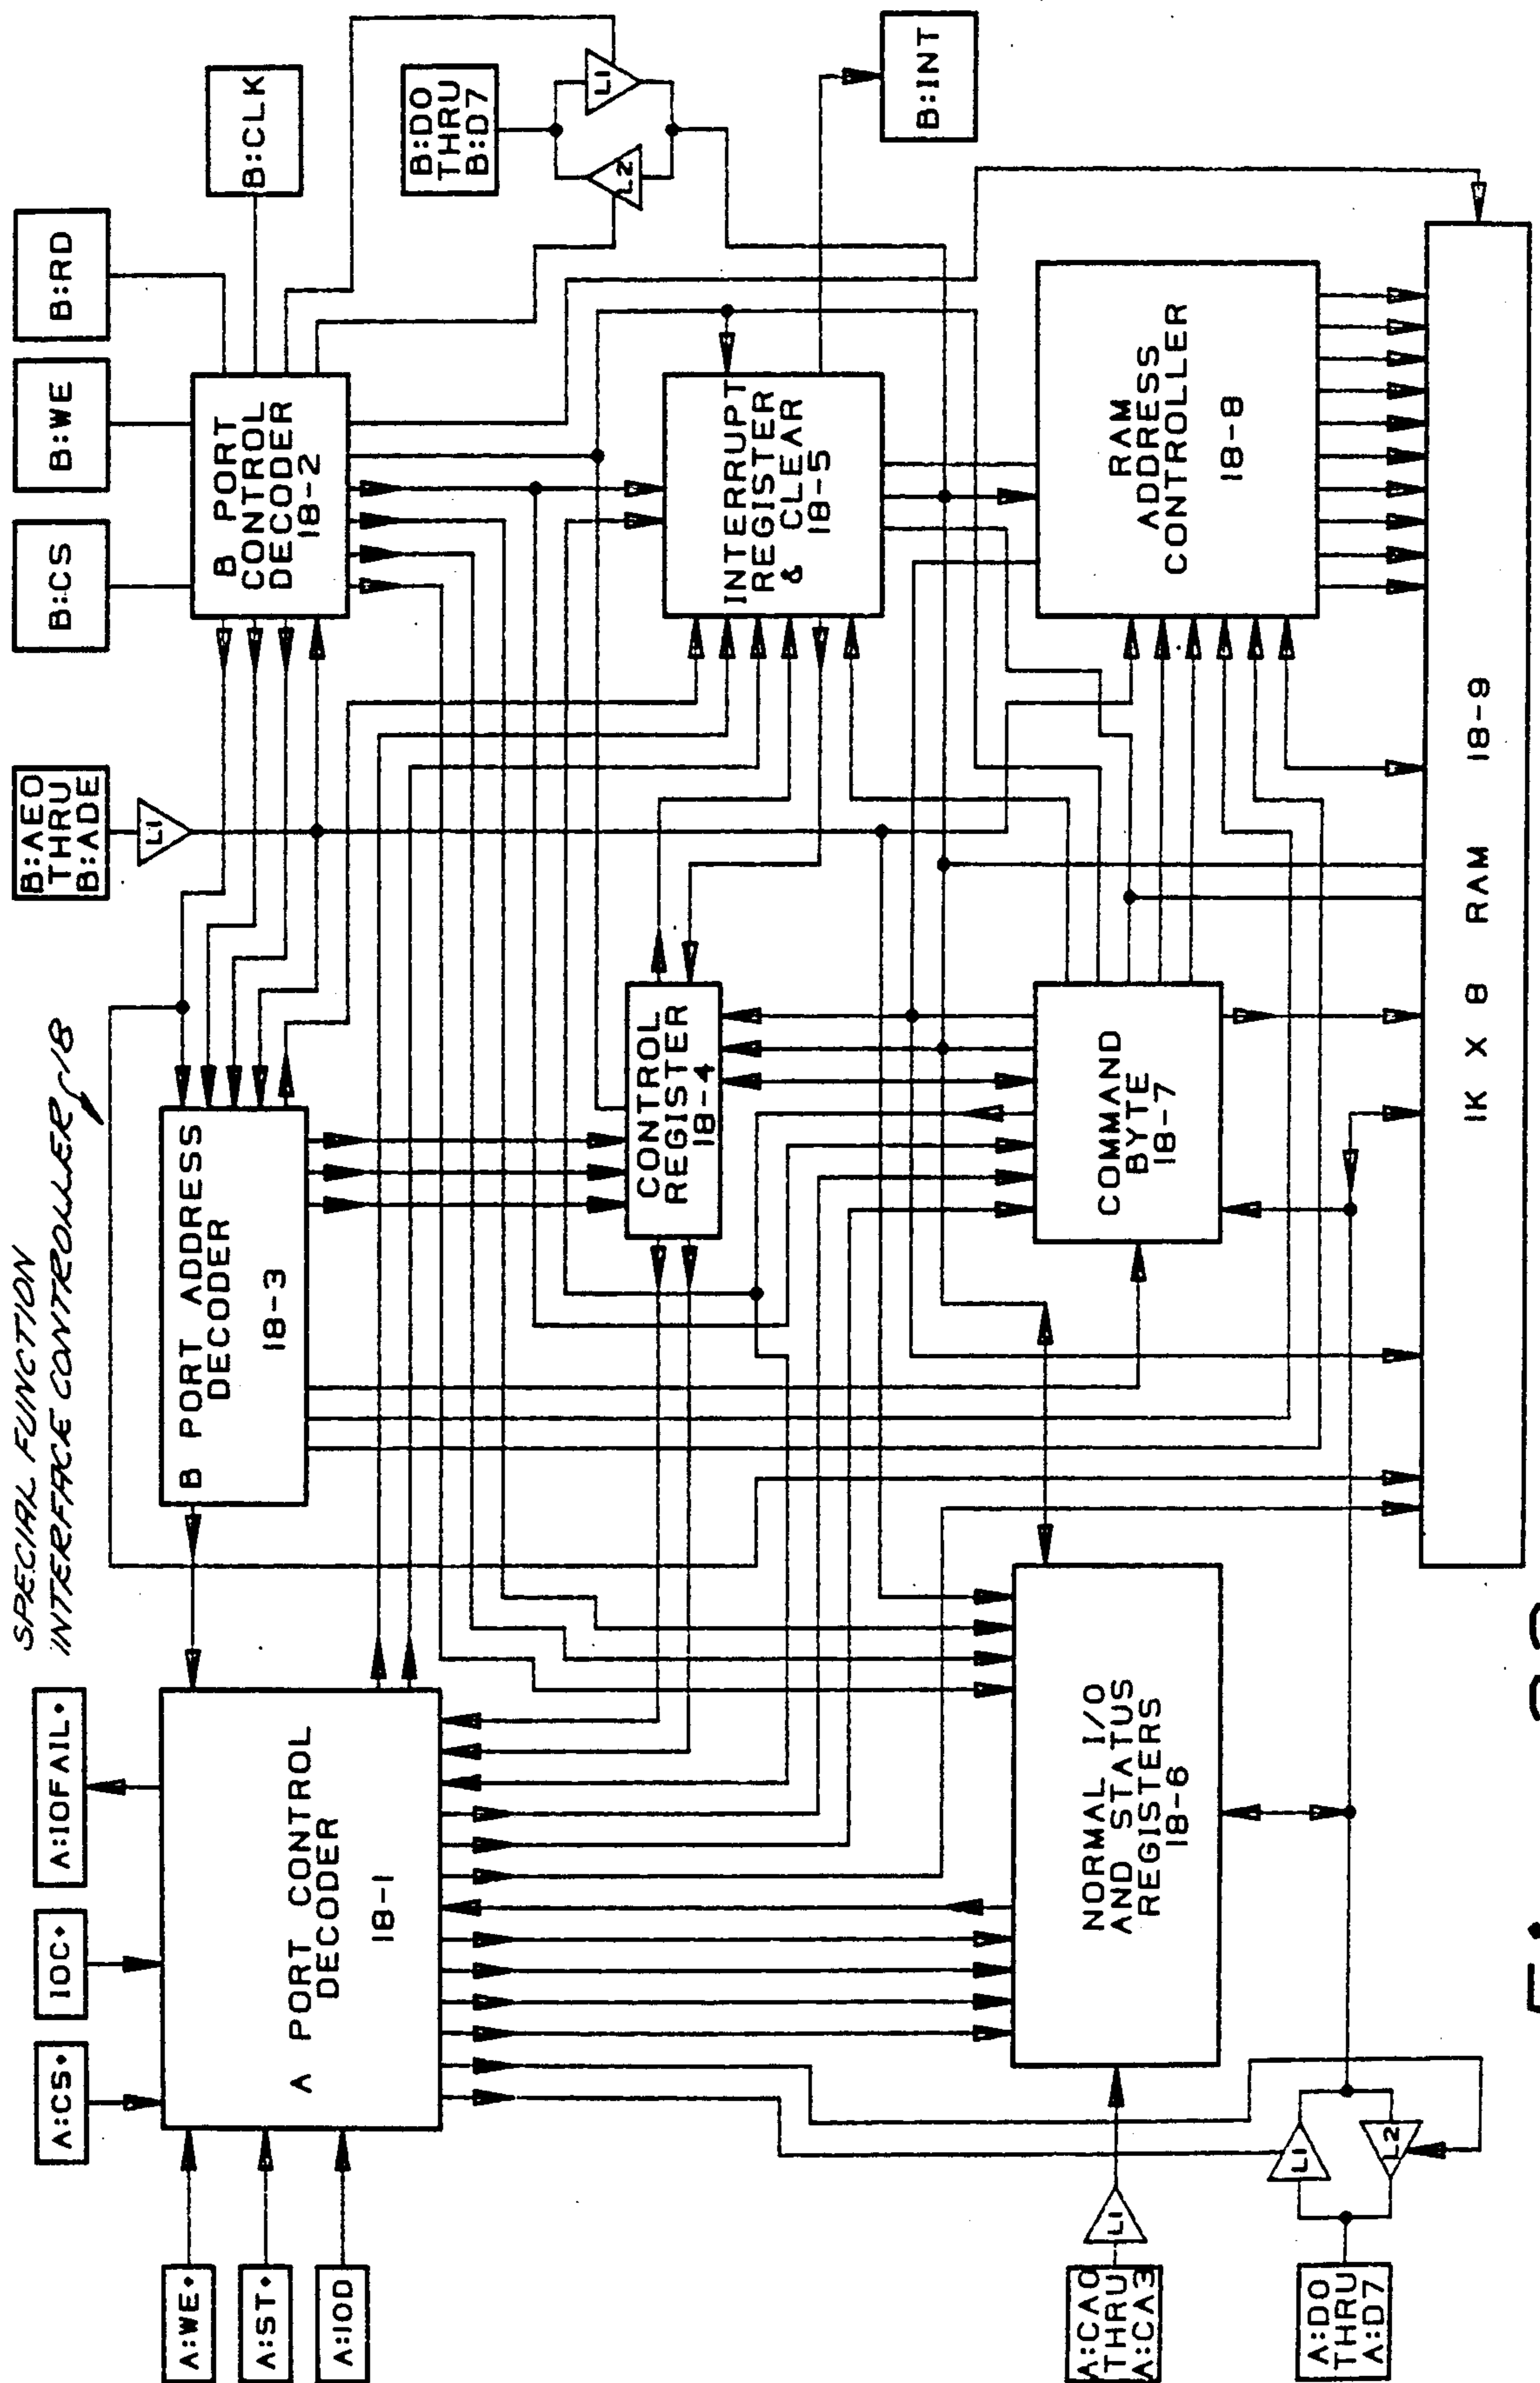 SPECIAL FUNCTION
INTERFACE CONTROLLER 18
A:WE*
A:ST*
A:IOD
A:CS*
IOC*
A:IOFAIL*
A PORT CONTROL
DECODER
18-1
B PORT ADDRESS
DECODER
18-3
B:AE0
THRU
B:ADE
L1
B:CS
B:WE
B:RD
B:CLK
B PORT
CONTROL
DECODER
18-2
B:D0
THRU
B:D7
L2
L1
B:INT
CONTROL
REGISTER
18-4
INTERRUPT
REGISTER
& CLEAR
18-5
A:CA0
THRU
A:CA3
L1
NORMAL I/O
AND STATUS
REGISTERS
18-6
COMMAND
BYTE
18-7
RAM
ADDRESS
CONTROLLER
18-8
A:D0
THRU
A:D7
L1
L2
1K X 8 RAM 18-9